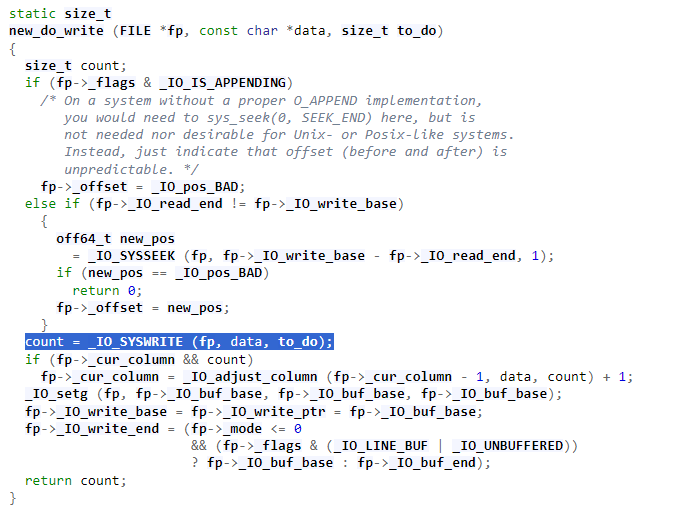 static size_t
new_do_write (FILE *fp, const char *data, size_t to_do)
{
  size_t count;
  if (fp->_flags & _IO_IS_APPENDING)
    /* On a system without a proper O_APPEND implementation,
       you would need to sys_seek(0, SEEK_END) here, but is
       not needed nor desirable for Unix- or Posix-like systems.
       Instead, just indicate that offset (before and after) is
       unpredictable. */
    fp->_offset = _IO_pos_BAD;
  else if (fp->_IO_read_end != fp->_IO_write_base)
    {
      off64_t new_pos
        = _IO_SYSSEEK (fp, fp->_IO_write_base - fp->_IO_read_end, 1);
      if (new_pos == _IO_pos_BAD)
        return 0;
      fp->_offset = new_pos;
    }
  count = _IO_SYSWRITE (fp, data, to_do);
  if (fp->_cur_column && count)
    fp->_cur_column = _IO_adjust_column (fp->_cur_column - 1, data, count) + 1;
  _IO_setg (fp, fp->_IO_buf_base, fp->_IO_buf_base, fp->_IO_buf_base);
  fp->_IO_write_base = fp->_IO_write_ptr = fp->_IO_buf_base;
  fp->_IO_write_end = (fp->_mode <= 0
                       && (fp->_flags & (_IO_LINE_BUF | _IO_UNBUFFERED))
                       ? fp->_IO_buf_base : fp->_IO_buf_end);
  return count;
}